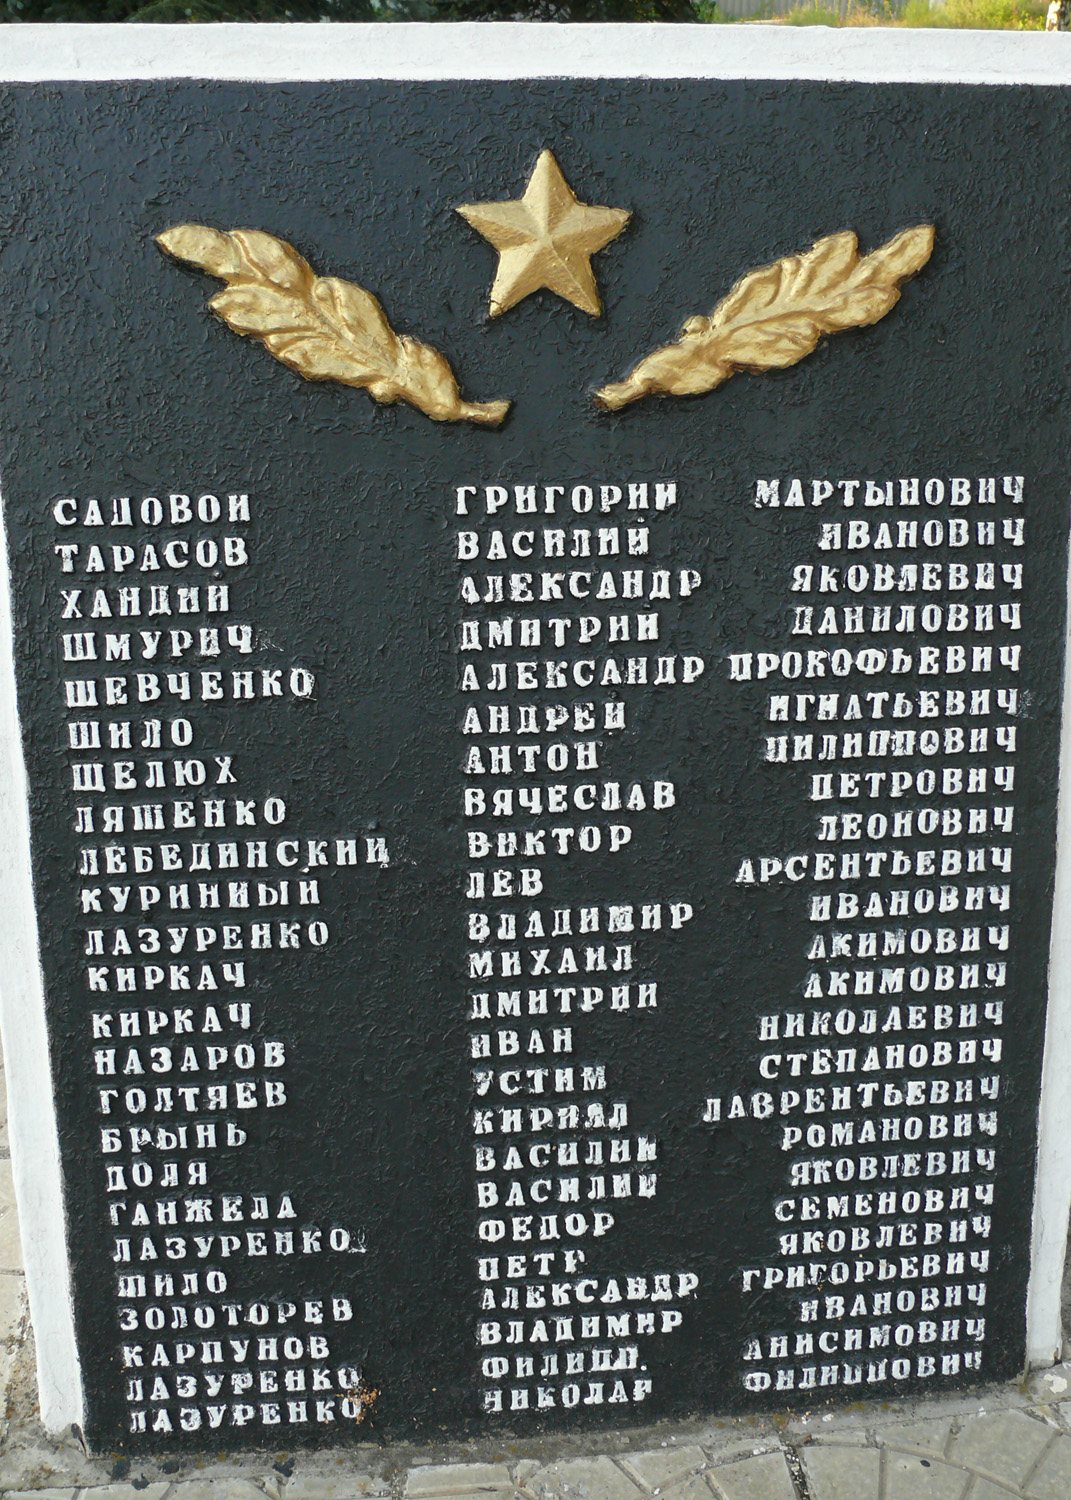 САДОВОЙ ГРИГОРИЙ МАРТЫНОВИЧ
ТАРАСОВ ВАСИЛИЙ ИВАНОВИЧ
ХАНДИЙ АЛЕКСАНДР ЯКОВЛЕВИЧ
ШМУРИЧ ДМИТРИЙ ДАНИЛОВИЧ
ШЕВЧЕНКО АЛЕКСАНДР ПРОКОФЬЕВИЧ
ШИЛО АНДРЕЙ ИГНАТЬЕВИЧ
ЩЕЛЮХ АНТОН ПИЛИППОВИЧ
ЛЯШЕНКО ВЯЧЕСЛАВ ПЕТРОВИЧ
ЛЕБЕДИНСКИЙ ВИКТОР ЛЕОНОВИЧ
КУРИННЫЙ ЛЕВ АРСЕНТЬЕВИЧ
ЛАЗУРЕНКО ВЛАДИМИР ИВАНОВИЧ
КИРКАЧ МИХАИЛ АКИМОВИЧ
КИРКАЧ ДМИТРИЙ АКИМОВИЧ
НАЗАРОВ ИВАН НИКОЛАЕВИЧ
ГОЛТЯЕВ УСТИМ СТЕПАНОВИЧ
БРЫНЬ КИРИЛЛ ЛАВРЕНТЬЕВИЧ
ДОЛЯ ВАСИЛИЙ РОМАНОВИЧ
ГАНЖЕЛА ВАСИЛИЙ ЯКОВЛЕВИЧ
ЛАЗУРЕНКО ФЕДОР СЕМЕНОВИЧ
ШИЛО ПЕТР ЯКОВЛЕВИЧ
ЗОЛОТОРЕВ АЛЕКСАНДР ГРИГОРЬЕВИЧ
КАРПУНОВ ВЛАДИМИР ИВАНОВИЧ
ЛАЗУРЕНКО ФИЛИПП АНИСИМОВИЧ
ЛАЗУРЕНКО НИКОЛАЙ ФИЛИППОВИЧ